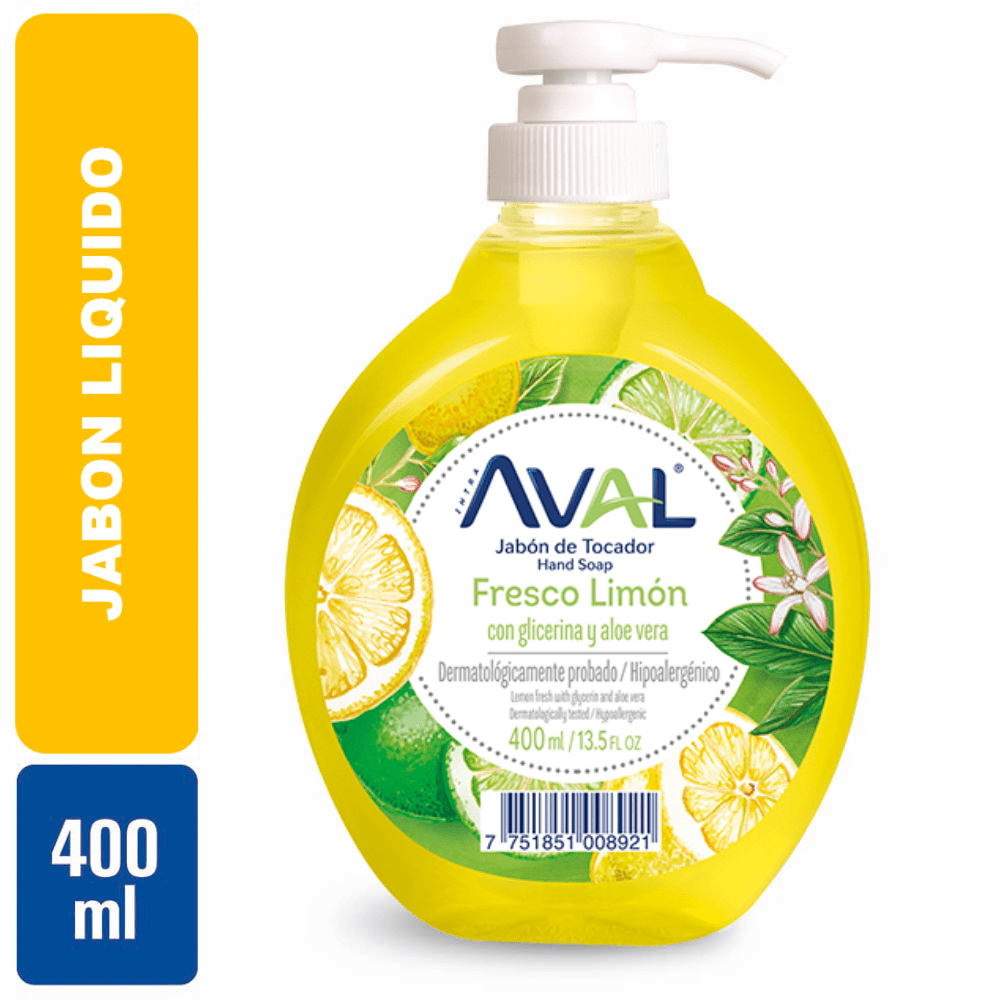 JABON LIQUIDO
400
ml
INTRA
AVAL®
Jabón de Tocador
Hand Soap
Fresco Limón
con glicerina y aloe vera
Dermatológicamente probado / Hipoalergénico
Lemon fresh with glycerin and aloe vera
Dermatologically tested / Hypoallergenic
400 ml / 13.5 FL OZ
7 751851 008921